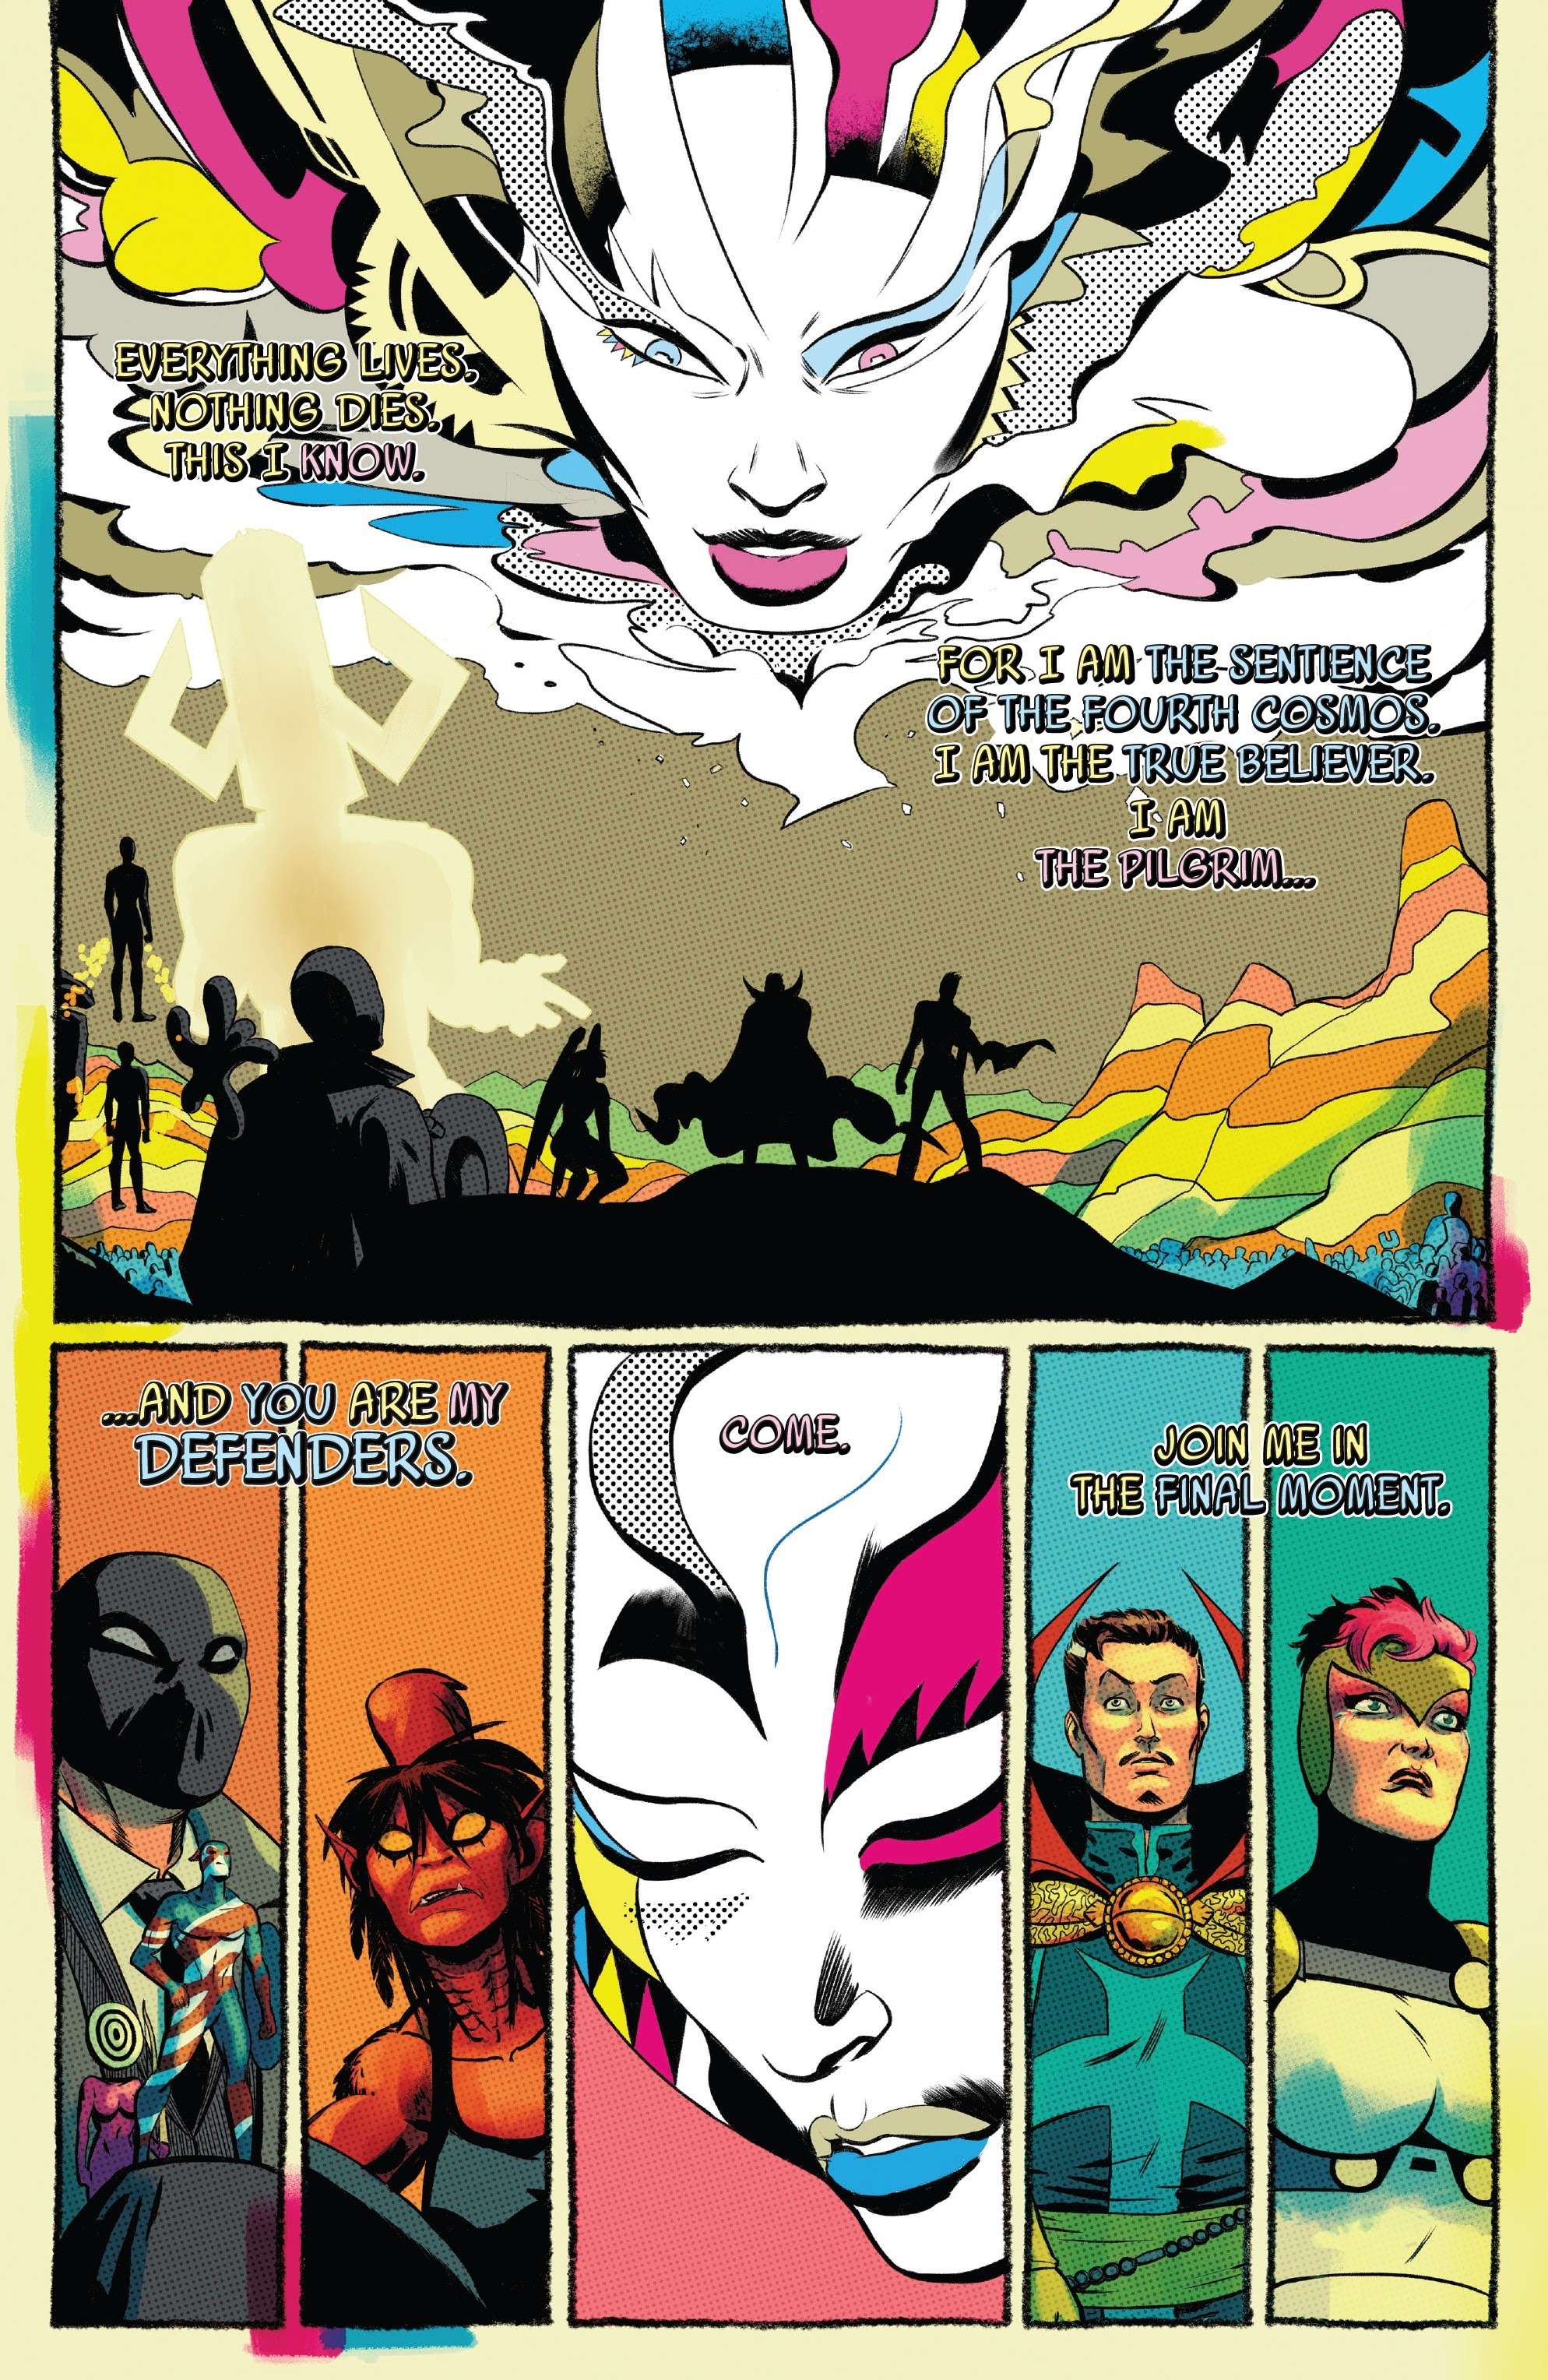 EVERYTHING LIVES.
NOTHING DIES.
THIS I KNOW.
FOR I AM THE SENTIENCE
OF THE FOURTH COSMOS.
I AM THE TRUE BELIEVER.
I AM
THE PILGRIM...
...AND YOU ARE MY
DEFENDERS.
COME.
JOIN ME IN
THE FINAL MOMENT.